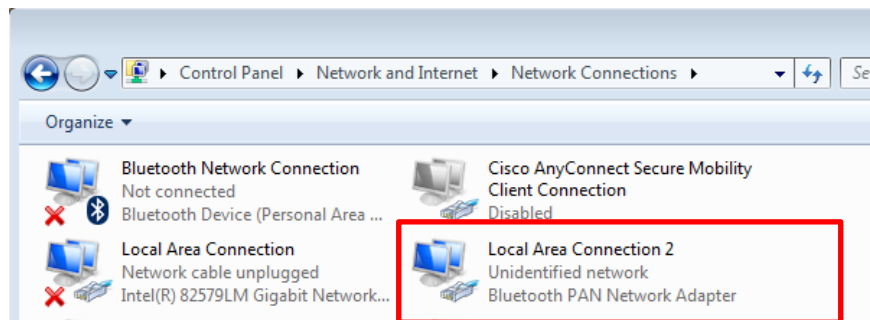 Control Panel Network and Internet Network Connections
Organize
Bluetooth Network Connection
Not connected
Bluetooth Device (Personal Area ...
Cisco AnyConnect Secure Mobility
Client Connection
Disabled
Local Area Connection
Network cable unplugged
Intel(R) 82579LM Gigabit Network...
Local Area Connection 2
Unidentified network
Bluetooth PAN Network Adapter